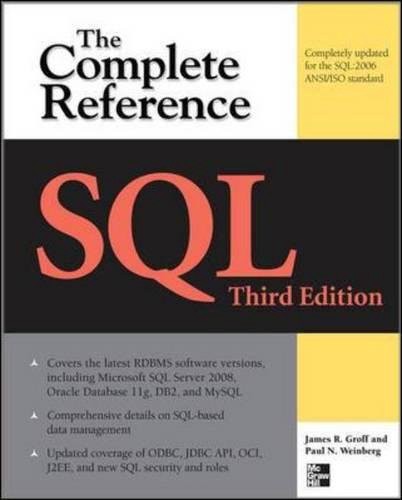 The
Complete
Reference
Completely updated
for the SQL:2006
ANSI/ISO standard
SQL
Third Edition
Covers the latest RDBMS software versions,
including Microsoft SQL Server 2008,
Oracle Database 11g, DB2, and MySQL
Comprehensive details on SQL-based
data management
Updated coverage of ODBC, JDBC API, OCI,
J2EE, and new SQL security and roles
James R. Groff and
Paul N. Weinberg
Mc
Graw
Hill